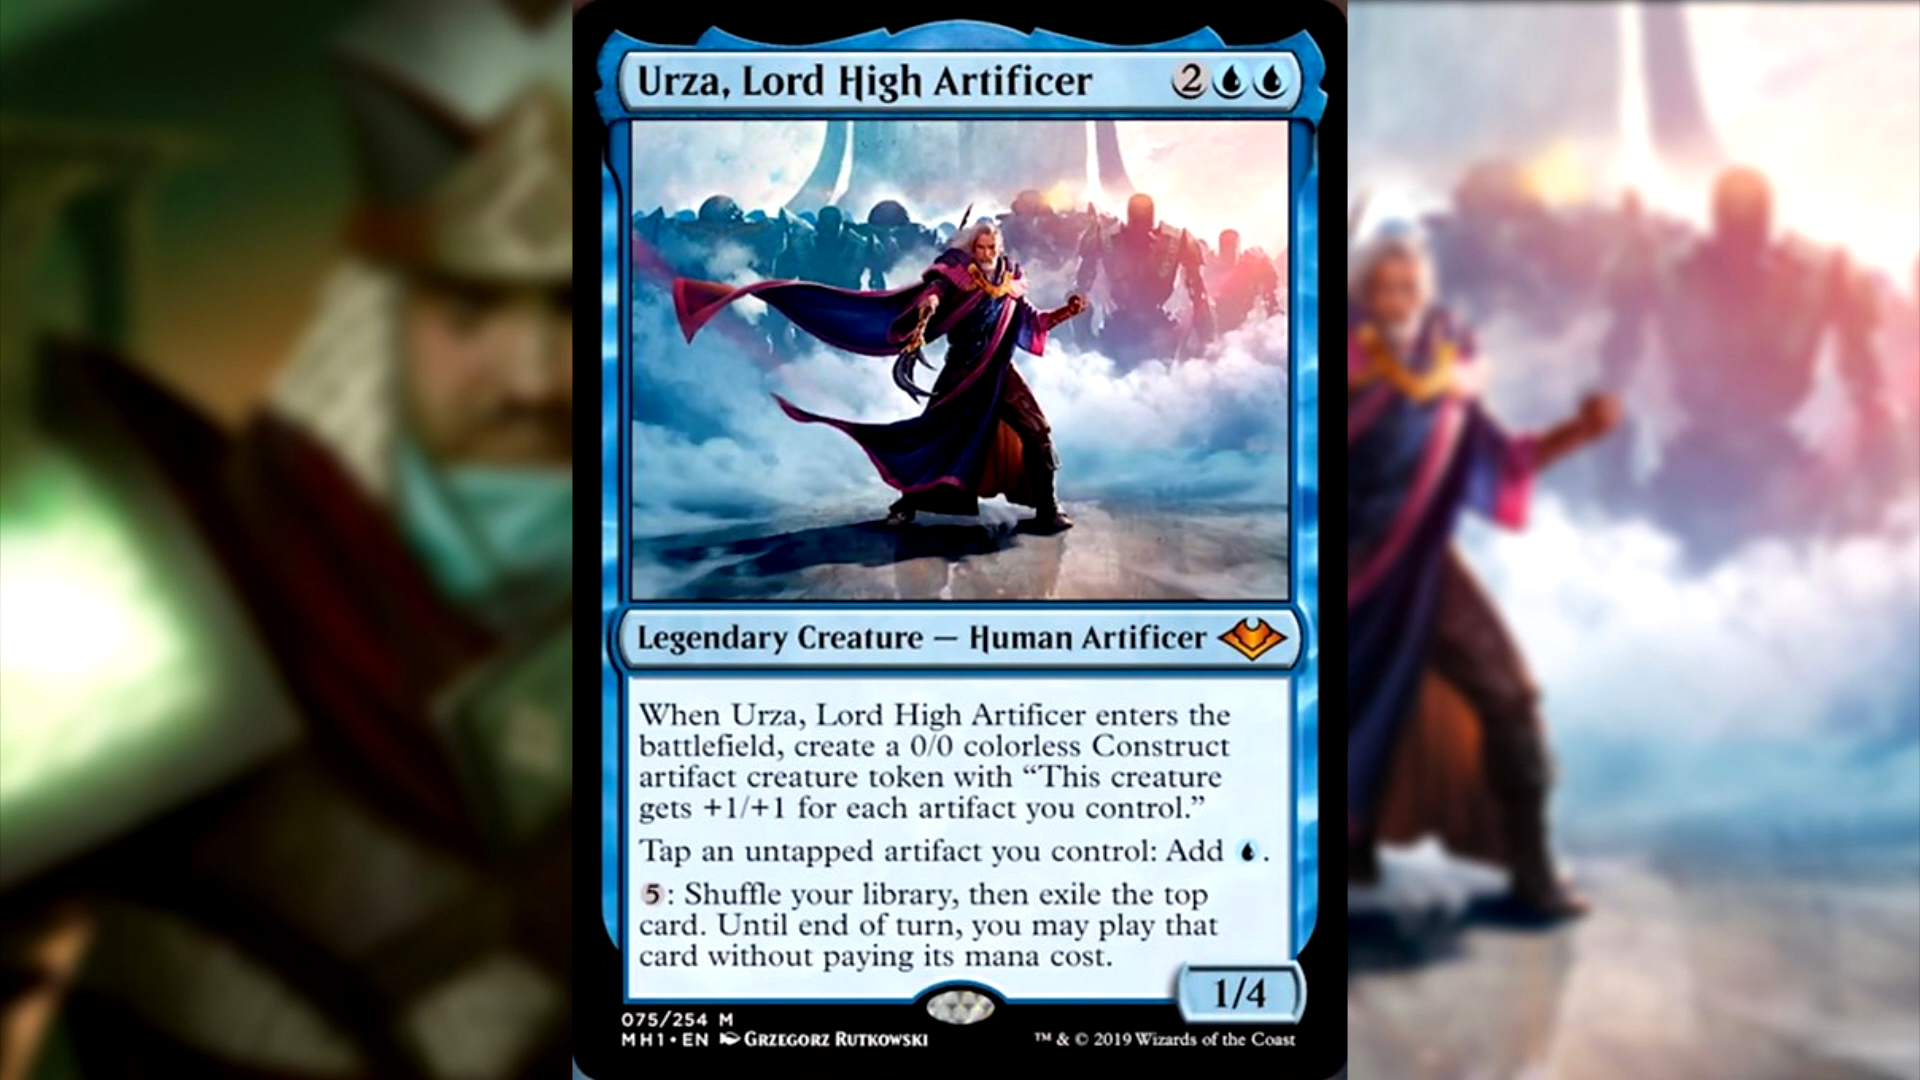 Urza, Lord High Artificer 2
Legendary Creature — Human Artificer
When Urza, Lord High Artificer enters the
battlefield, create a 0/0 colorless Construct
artifact creature token with “This creature
gets +1/+1 for each artifact you control.”
Tap an untapped artifact you control: Add .
5: Shuffle your library, then exile the top
card. Until end of turn, you may play that
card without paying its mana cost.
1/4
075/254 M
MH1•EN Grzegorz Rutkowski
™ & © 2019 Wizards of the Coast